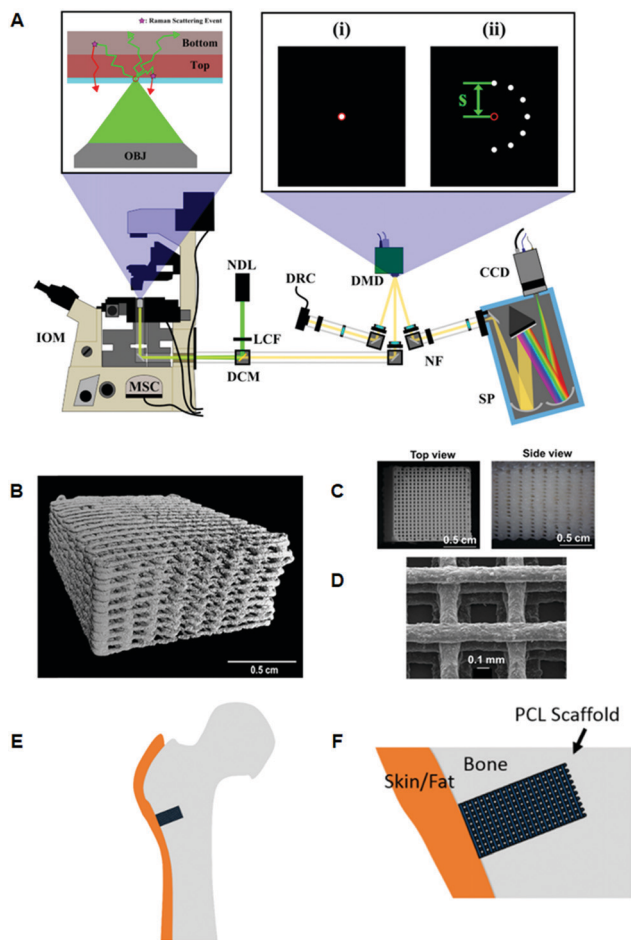 A
☆: Raman Scattering Event
Bottom
Top
OBJ
(i)
(ii)
s
NDL
DRC
DMD
CCD
IOM
LCF
DCM
NF
MSC
SP
B
0.5 cm
C
Top view
Side view
0.5 cm
0.5 cm
D
0.1 mm
E
F
PCL Scaffold
Bone
Skin/Fat